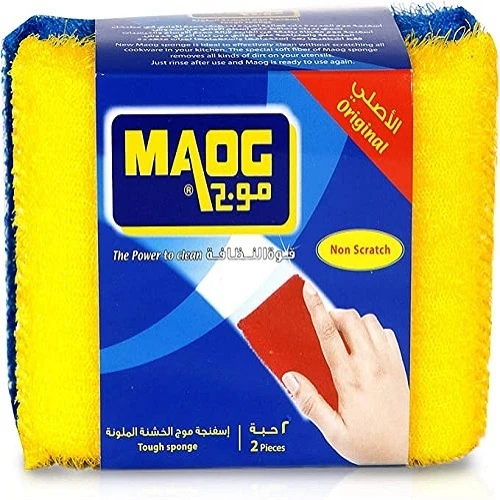 New Maog sponge is ideal to effectively clean without scratching all
cookware in your kitchen. The special soft fiber of Maog sponge
removes all kinds of dirt on your utensils.
Just rinse after use and Maog is ready to use again.
الأصلي
Original
MAOG
موج ®
The Power to clean قوة النظافة
Non Scratch
إسفنجة موج الخشنة الملونة
Tough sponge
٢ حبة
2 Pieces